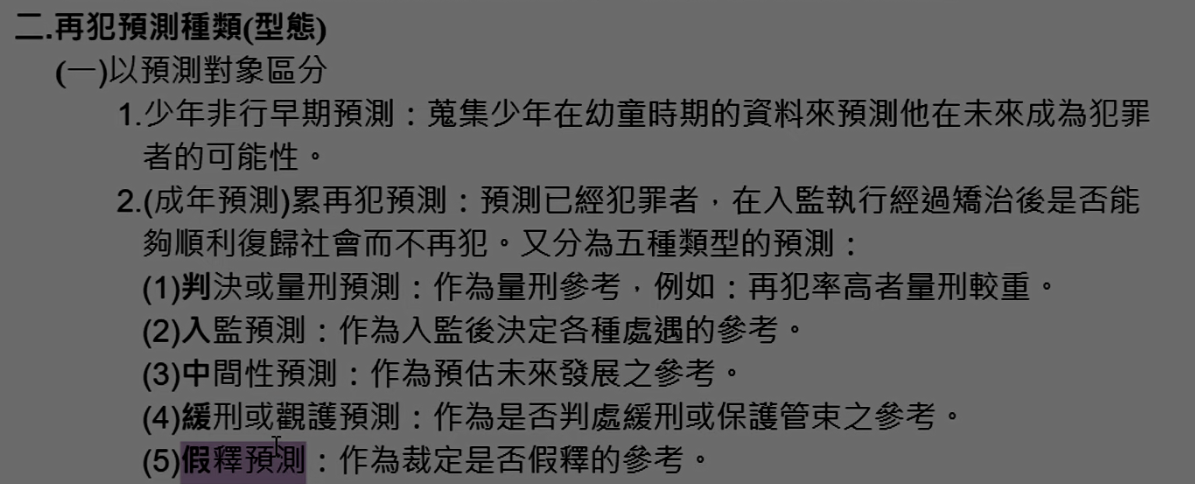 二.再犯預測種類(型態)
(一)以預測對象區分
1.少年非行早期預測：蒐集少年在幼童時期的資料來預測他在未來成為犯罪
者的可能性。
2.(成年預測)累再犯預測：預測已經犯罪者，在入監執行經過矯治後是否能
夠順利復歸社會而不再犯。又分為五種類型的預測：
(1)判決或量刑預測：作為量刑參考，例如：再犯率高者量刑較重。
(2)入監預測：作為入監後決定各種處遇的參考。
(3)中間性預測：作為預估未來發展之參考。
(4)緩刑或觀護預測：作為是否判處緩刑或保護管束之參考。
(5)假釋預測：作為裁定是否假釋的參考。